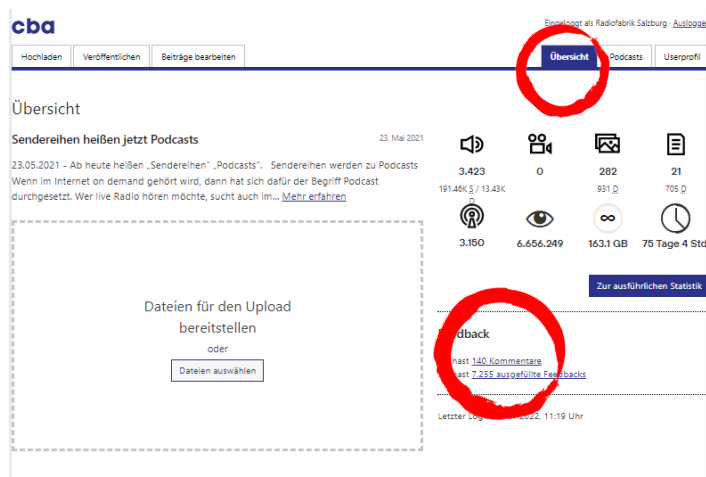 cba
Eingeloggt als Radiofabrik Salzburg · Auslogge
Hochladen Veröffentlichen Beiträge bearbeiten Übersicht Podcasts Userprofil
Übersicht
Sendereihen heißen jetzt Podcasts 23. Mai 2021
23.05.2021 - Ab heute heißen „Sendereihen“ „Podcasts“. Sendereihen werden zu Podcasts
Wenn im Internet on demand gehört wird, dann hat sich dafür der Begriff Podcast
durchgesetzt. Wer live Radio hören möchte, sucht auch im... Mehr erfahren
Dateien für den Upload
bereitstellen
oder
Dateien auswählen
3.423 0 282 21
191.46K S / 13.43K 931 D 705 D
D
3.150 6.656.249 163.1 GB 75 Tage 4 Std
Zur ausführlichen Statistik
dback
hast 140 Kommentare
hast 7.255 ausgefüllte Feedbacks
Letzter Log 2022, 11:19 Uhr